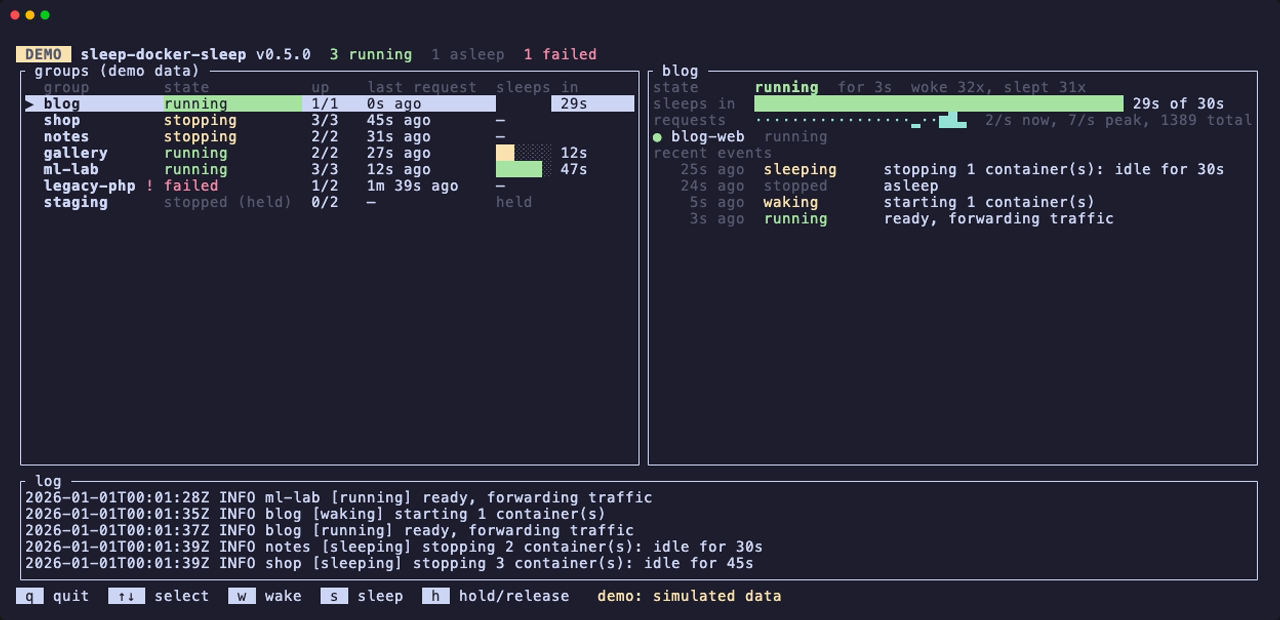 DEMO sleep-docker-sleep v0.5.0 3 running 1 asleep 1 failed
groups (demo data)
group state up last request sleeps in
▶ blog running 1/1 0s ago 29s
shop stopping 3/3 45s ago —
notes stopping 2/2 31s ago —
gallery running 2/2 27s ago 12s
ml-lab running 3/3 12s ago 47s
legacy-php ! failed 1/2 1m 39s ago —
staging stopped (held) 0/2 — held
blog
state running for 3s woke 32x, slept 31x
sleeps in 29s of 30s
requests 2/s now, 7/s peak, 1389 total
● blog-web running
recent events
25s ago sleeping stopping 1 container(s): idle for 30s
24s ago stopped asleep
5s ago waking starting 1 container(s)
3s ago running ready, forwarding traffic
log
2026-01-01T00:01:28Z INFO ml-lab [running] ready, forwarding traffic
2026-01-01T00:01:35Z INFO blog [waking] starting 1 container(s)
2026-01-01T00:01:37Z INFO blog [running] ready, forwarding traffic
2026-01-01T00:01:39Z INFO notes [sleeping] stopping 2 container(s): idle for 30s
2026-01-01T00:01:39Z INFO shop [sleeping] stopping 3 container(s): idle for 45s
q quit ↑↓ select w wake s sleep h hold/release demo: simulated data